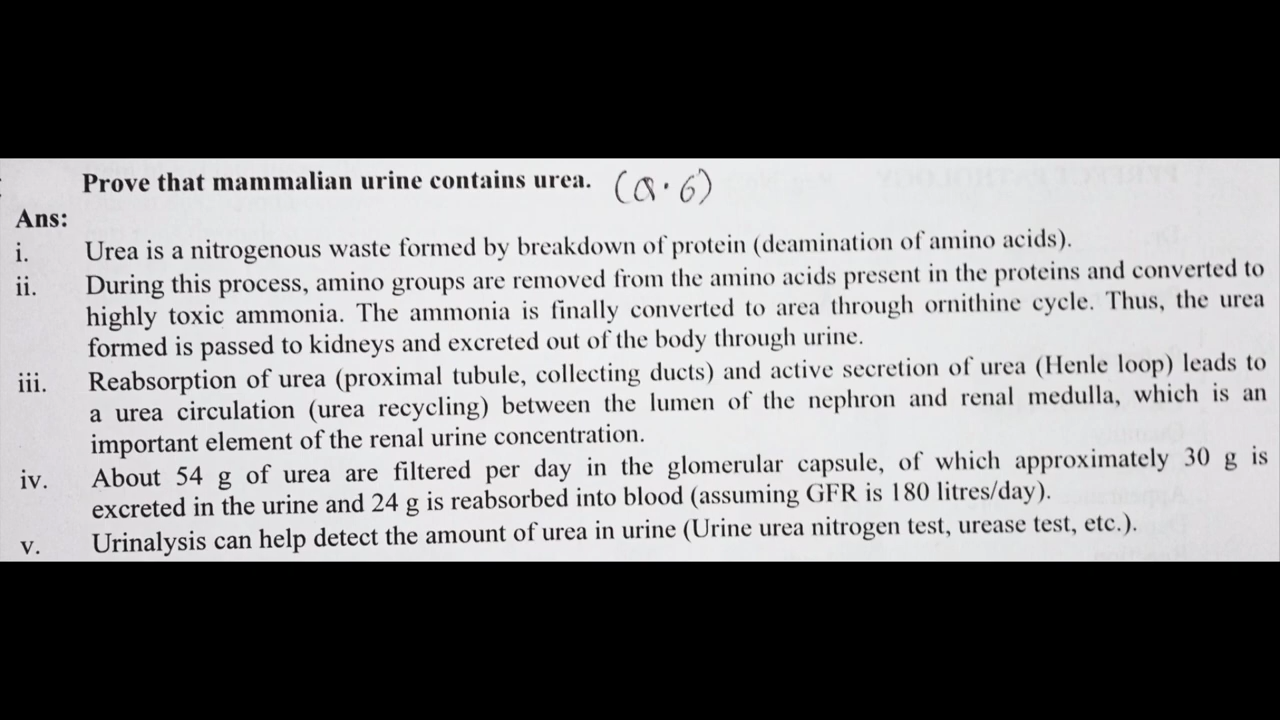 Prove that mammalian urine contains urea. (Q.6)
Ans:
i. Urea is a nitrogenous waste formed by breakdown of protein (deamination of amino acids).
ii. During this process, amino groups are removed from the amino acids present in the proteins and converted to
highly toxic ammonia. The ammonia is finally converted to area through ornithine cycle. Thus, the urea
formed is passed to kidneys and excreted out of the body through urine.
iii. Reabsorption of urea (proximal tubule, collecting ducts) and active secretion of urea (Henle loop) leads to
a urea circulation (urea recycling) between the lumen of the nephron and renal medulla, which is an
important element of the renal urine concentration.
iv. About 54 g of urea are filtered per day in the glomerular capsule, of which approximately 30 g is
excreted in the urine and 24 g is reabsorbed into blood (assuming GFR is 180 litres/day).
v. Urinalysis can help detect the amount of urea in urine (Urine urea nitrogen test, urease test, etc.).